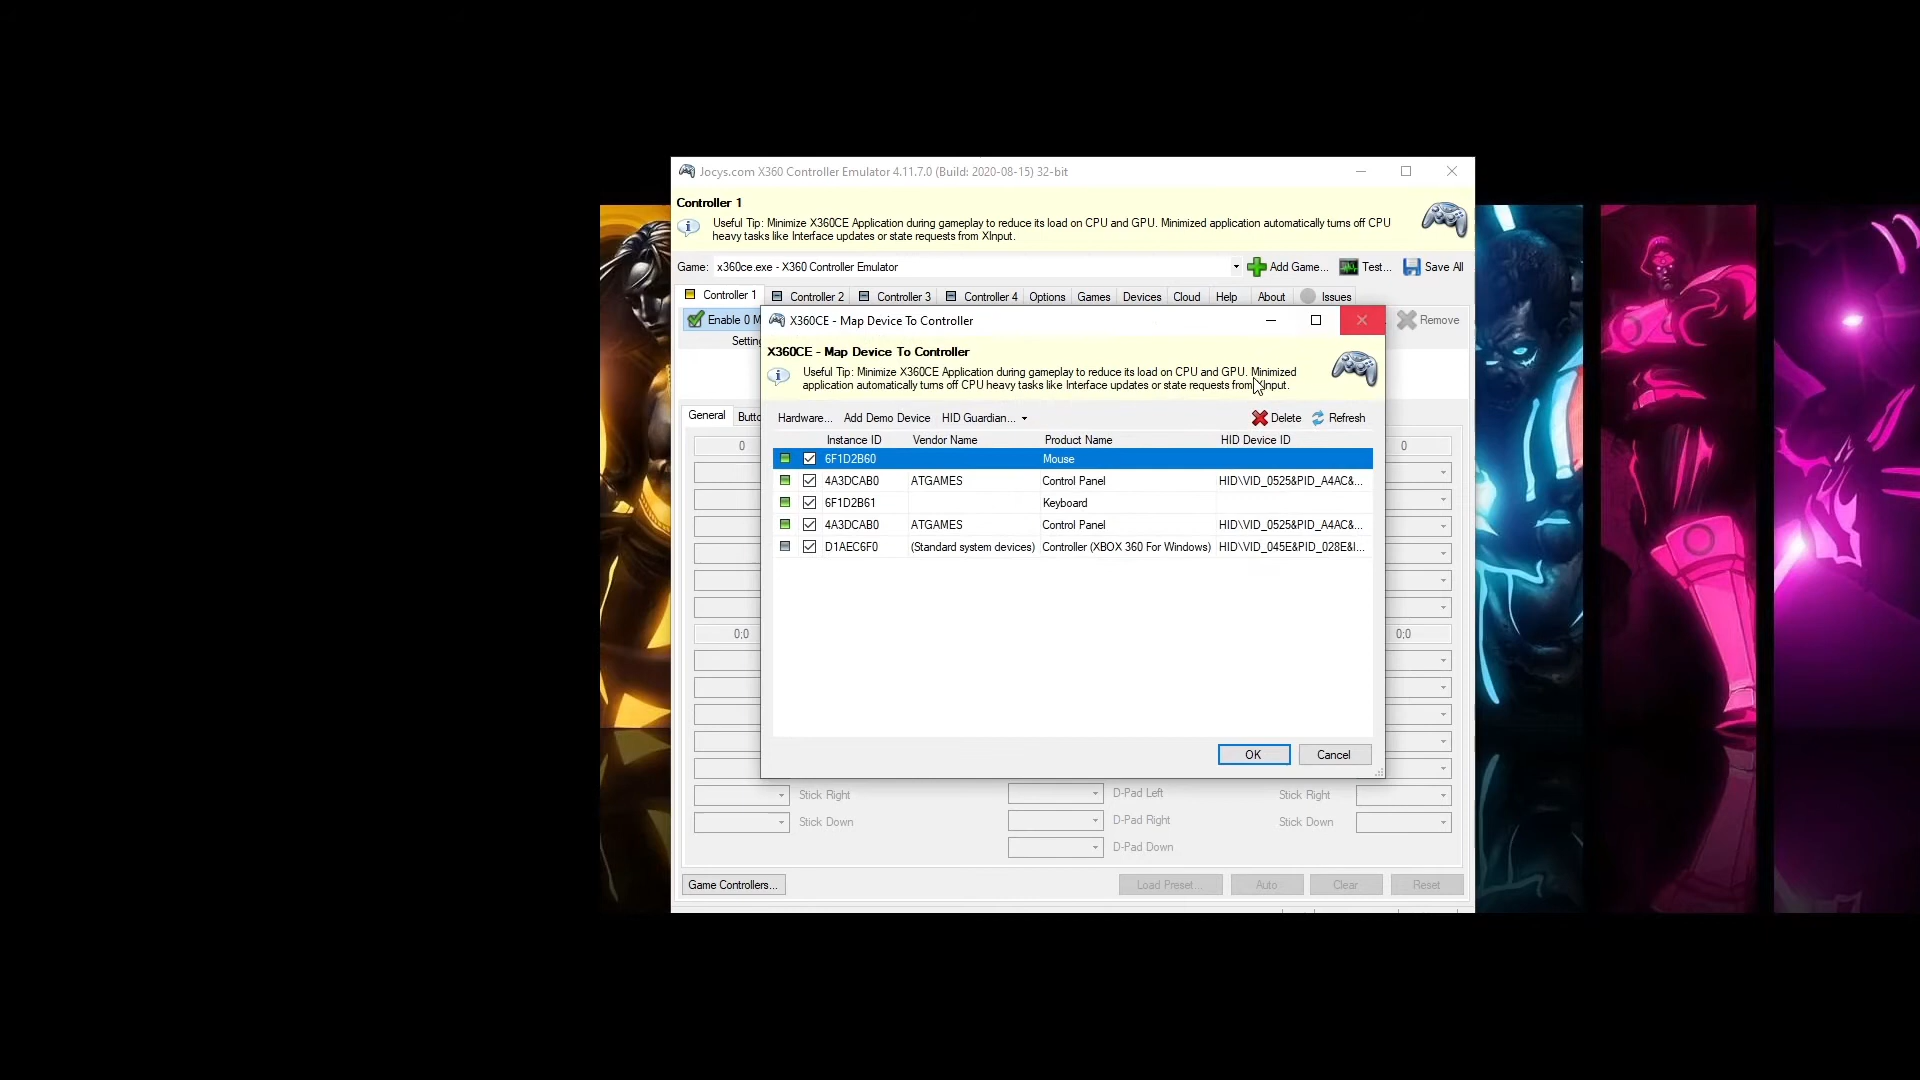 Jocys.com X360 Controller Emulator 4.11.7.0 (Build: 2020-08-15) 32-bit
Controller 1
Useful Tip: Minimize X360CE Application during gameplay to reduce its load on CPU and GPU. Minimized application automatically turns off CPU
heavy tasks like Interface updates or state requests from XInput.
Game: x360ce.exe - X360 Controller Emulator Add Game... Test... Save All
Controller 1 Controller 2 Controller 3 Controller 4 Options Games Devices Cloud Help About Issues
Enable 0 M Remove
X360CE - Map Device To Controller
Setting
X360CE - Map Device To Controller
Useful Tip: Minimize X360CE Application during gameplay to reduce its load on CPU and GPU. Minimized
application automatically turns off CPU heavy tasks like Interface updates or state requests from XInput.
General Butto
Hardware... Add Demo Device HID Guardian... Delete Refresh
Instance ID Vendor Name Product Name HID Device ID
0 0
6F1D2B60 Mouse
4A3DCAB0 ATGAMES Control Panel HID\VID_0525&PID_A4AC&...
6F1D2B61 Keyboard
4A3DCAB0 ATGAMES Control Panel HID\VID_0525&PID_A4AC&...
D1AEC6F0 (Standard system devices) Controller (XBOX 360 For Windows) HID\VID_045E&PID_028E&I...
0;0 0;0
OK Cancel
Stick Right D-Pad Left Stick Right
Stick Down D-Pad Right Stick Down
D-Pad Down
Game Controllers... Load Preset... Auto Clear Reset